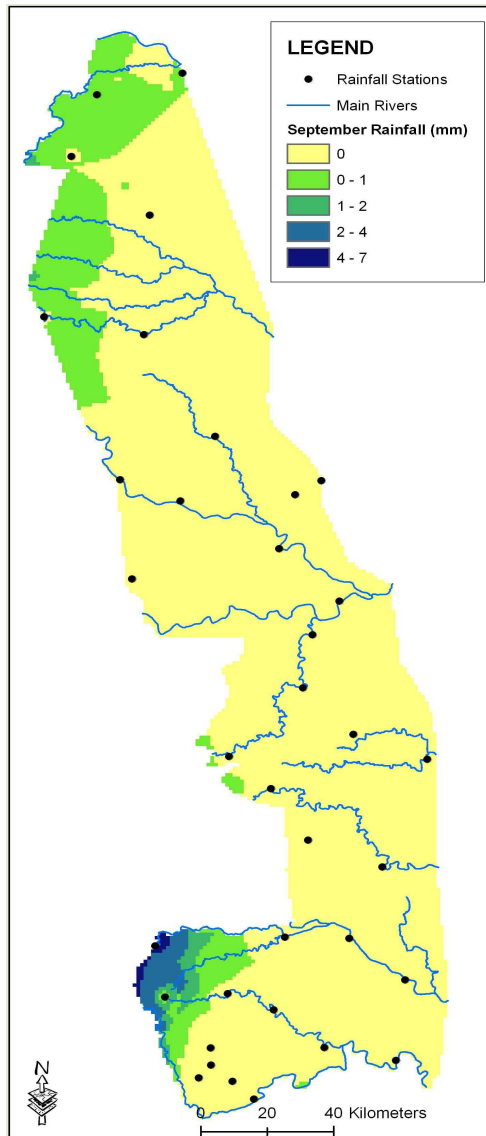 LEGEND
Rainfall Stations
Main Rivers
September Rainfall (mm)
0
0 - 1
1 - 2
2 - 4
4 - 7
N
0 20 40 Kilometers